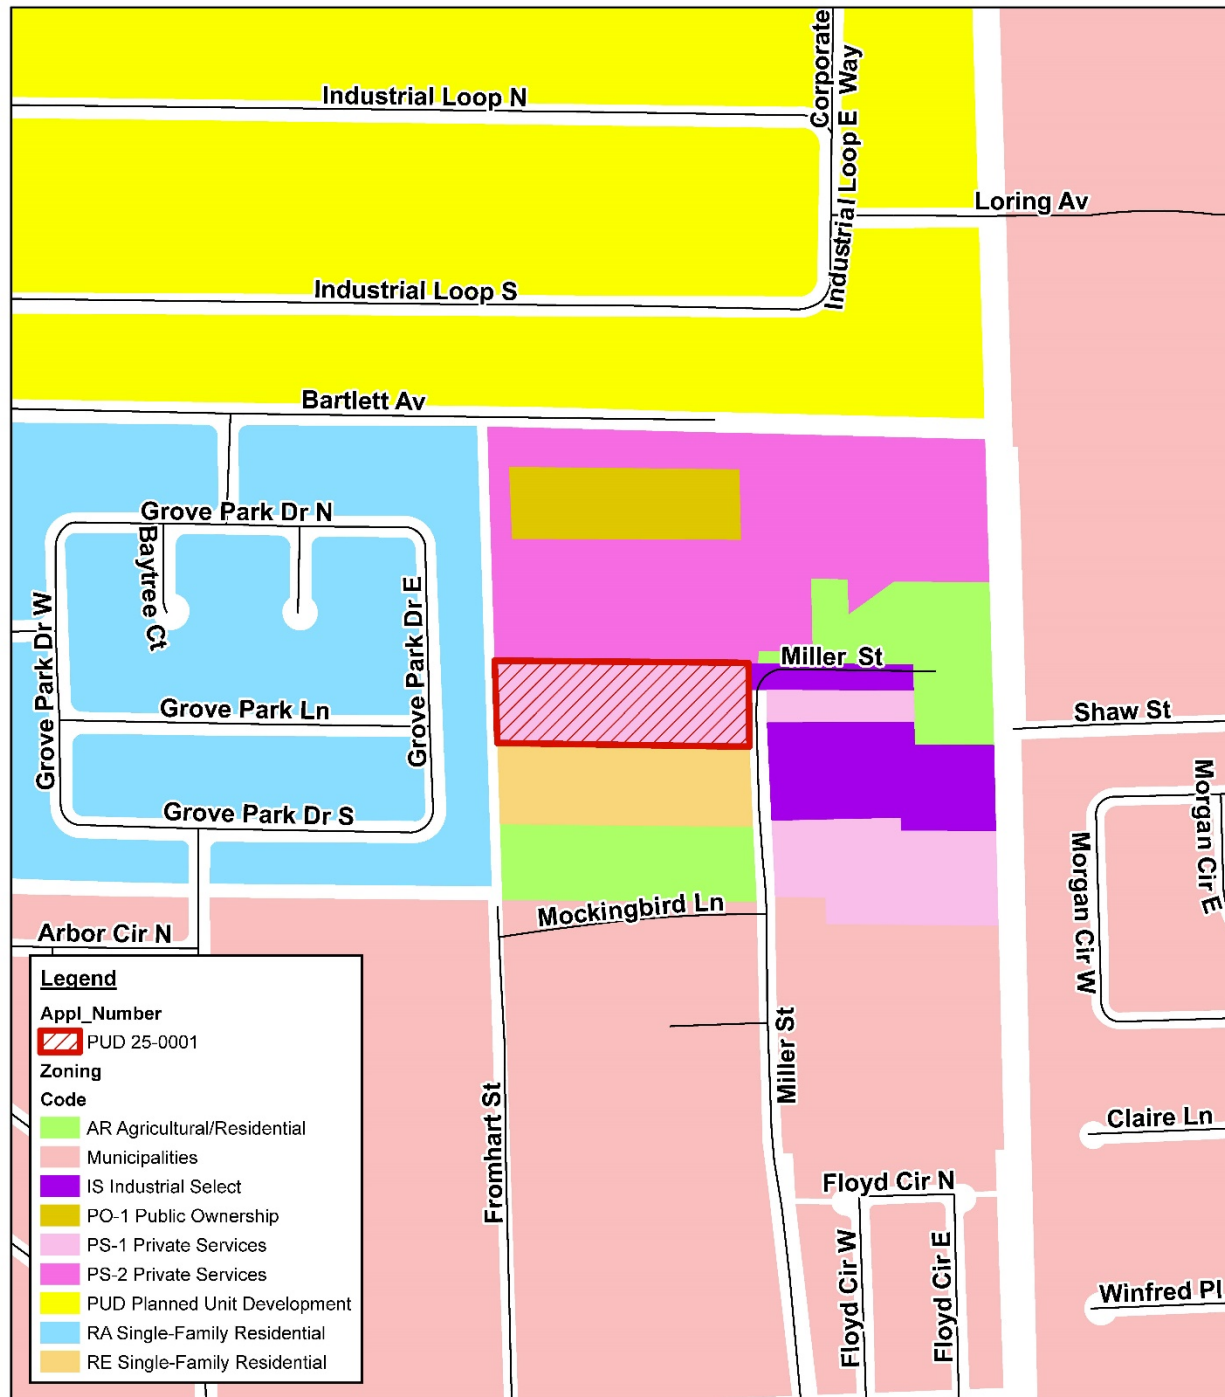 Corporate
Industrial Loop E Way
Industrial Loop N
Loring Av
Industrial Loop S
Bartlett Av
Grove Park Dr N
Baytree Ct
Grove Park Dr W
Grove Park Dr E
Miller St
Grove Park Ln
Shaw St
Grove Park Dr S
Morgan Cir E
Morgan Cir W
Mockingbird Ln
Arbor Cir N
Miller St
Fromhart St
Claire Ln
Floyd Cir N
Floyd Cir W
Floyd Cir E
Winfred Pl
Legend
Appl_Number
PUD 25-0001
Zoning
Code
AR Agricultural/Residential
Municipalities
IS Industrial Select
PO-1 Public Ownership
PS-1 Private Services
PS-2 Private Services
PUD Planned Unit Development
RA Single-Family Residential
RE Single-Family Residential